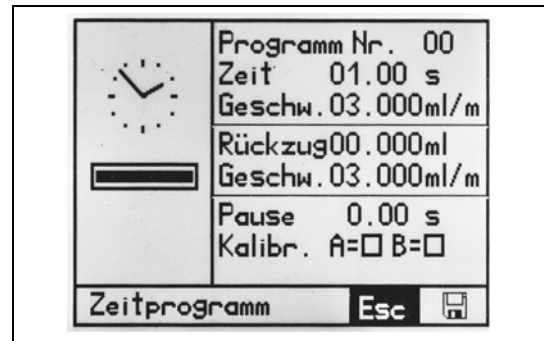 Programm Nr. 00
Zeit 01.00 s
Geschw.03.000ml/m
Rückzug00.000ml
Geschw.03.000ml/m
Pause 0.00 s
Kalibr. A=☐ B=☐
Zeitprogramm Esc